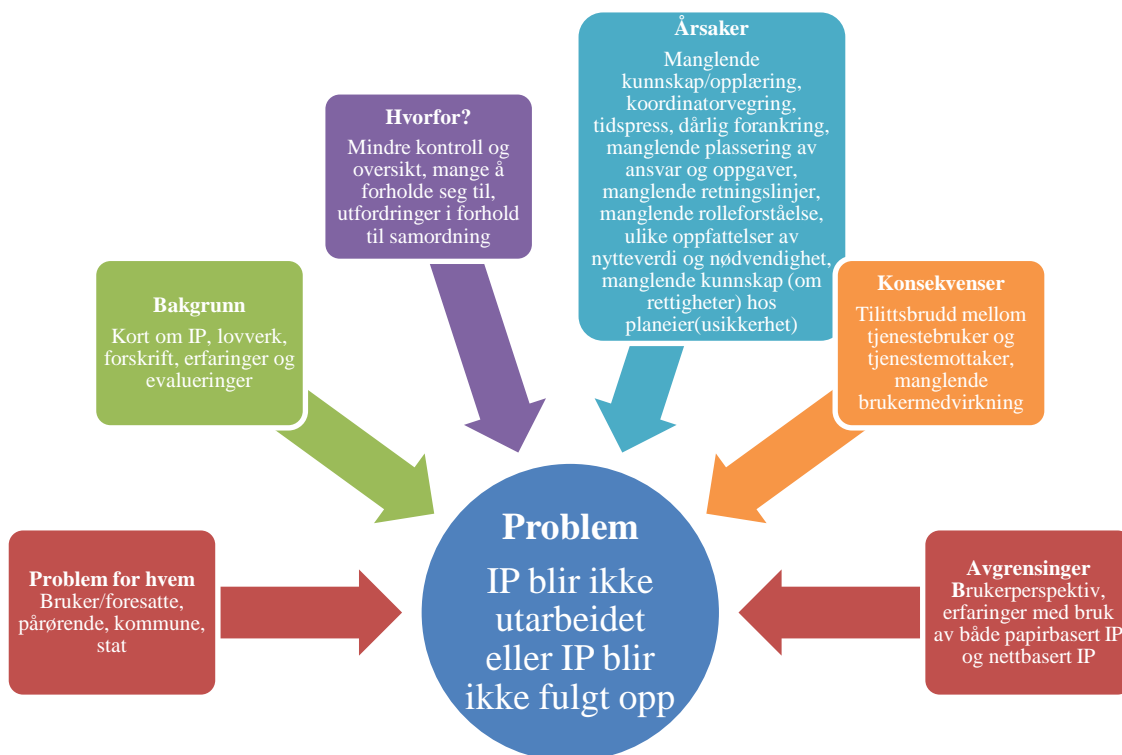 Årsaker
Manglende
kunnskap/opplæring,
koordinatorvegring,
tidspress, dårlig forankring,
manglende plassering av
ansvar og oppgaver,
manglende retningslinjer,
manglende rolleforståelse,
ulike oppfattelser av
nytteverdi og nødvendighet,
manglende kunnskap (om
rettigheter) hos
planeier(usikkerhet)
Hvorfor?
Mindre kontroll og
oversikt, mange å
forholde seg til,
utfordringer i forhold
til samordning
Bakgrunn
Kort om IP, lovverk,
forskrift, erfaringer og
evalueringer
Konsekvenser
Tilittsbrudd mellom
tjenestebruker og
tjenestemottaker,
manglende
brukermedvirkning
Problem for hvem
Bruker/foresatte,
pårørende, kommune,
stat
Problem
IP blir ikke
utarbeidet
eller IP blir
ikke fulgt opp
Avgrensinger
Brukerperspektiv,
erfaringer med bruk
av både papirbasert IP
og nettbasert IP